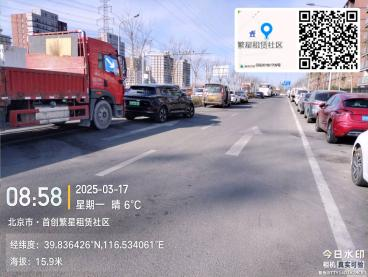 繁星租赁社区
08:58
2025-03-17
星期一 晴 6℃
北京市·首创繁星租赁社区
经纬度: 39.836426°N,116.534061°E
海拔: 15.9米
今日水印
相机 真实时间